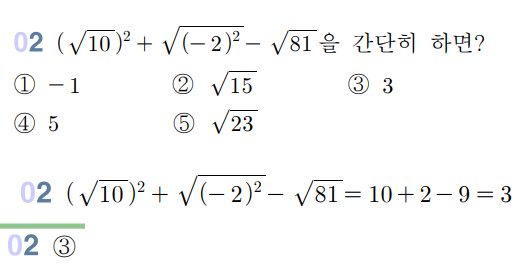 02 (√10)² + √(−2)² − √81 을 간단히 하면?
① −1 ② √15 ③ 3
④ 5 ⑤ √23
02 (√10)² + √(−2)² − √81 = 10 + 2 − 9 = 3
02 ③